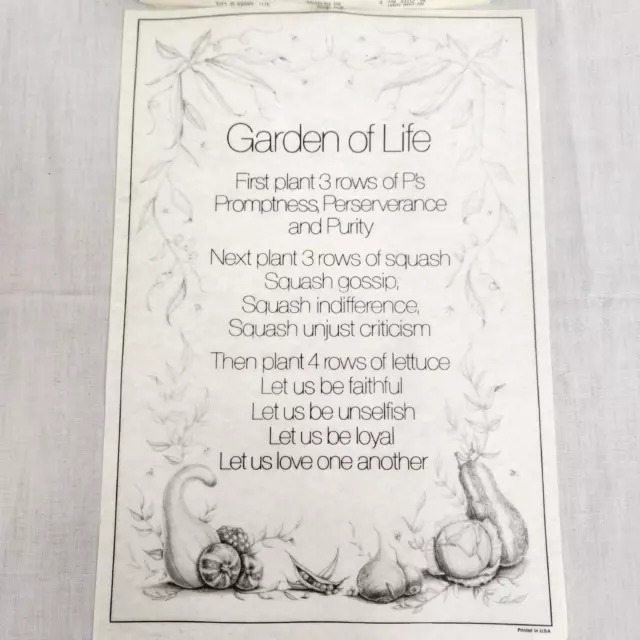 Garden of Life
First plant 3 rows of P's
Promptness, Perserverance
and Purity
Next plant 3 rows of squash
Squash gossip,
Squash indifference,
Squash unjust criticism
Then plant 4 rows of lettuce
Let us be faithful
Let us be unselfish
Let us be loyal
Let us love one another
Printed in U.S.A.